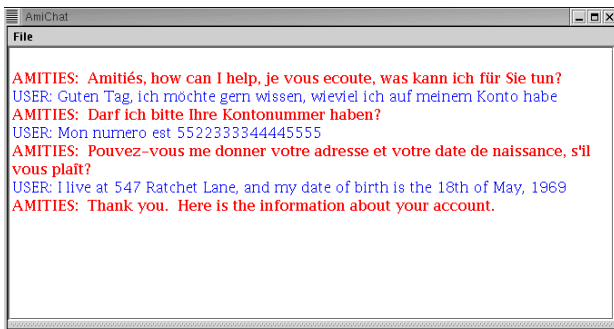 AmiChat
File
AMITIES: Amitiés, how can I help, je vous ecoute, was kann ich für Sie tun?
USER: Guten Tag, ich möchte gern wissen, wieviel ich auf meinem Konto habe
AMITIES: Darf ich bitte Ihre Kontonummer haben?
USER: Mon numero est 5522333344445555
AMITIES: Pouvez-vous me donner votre adresse et votre date de naissance, s'il
vous plaît?
USER: I live at 547 Ratchet Lane, and my date of birth is the 18th of May, 1969
AMITIES: Thank you. Here is the information about your account.